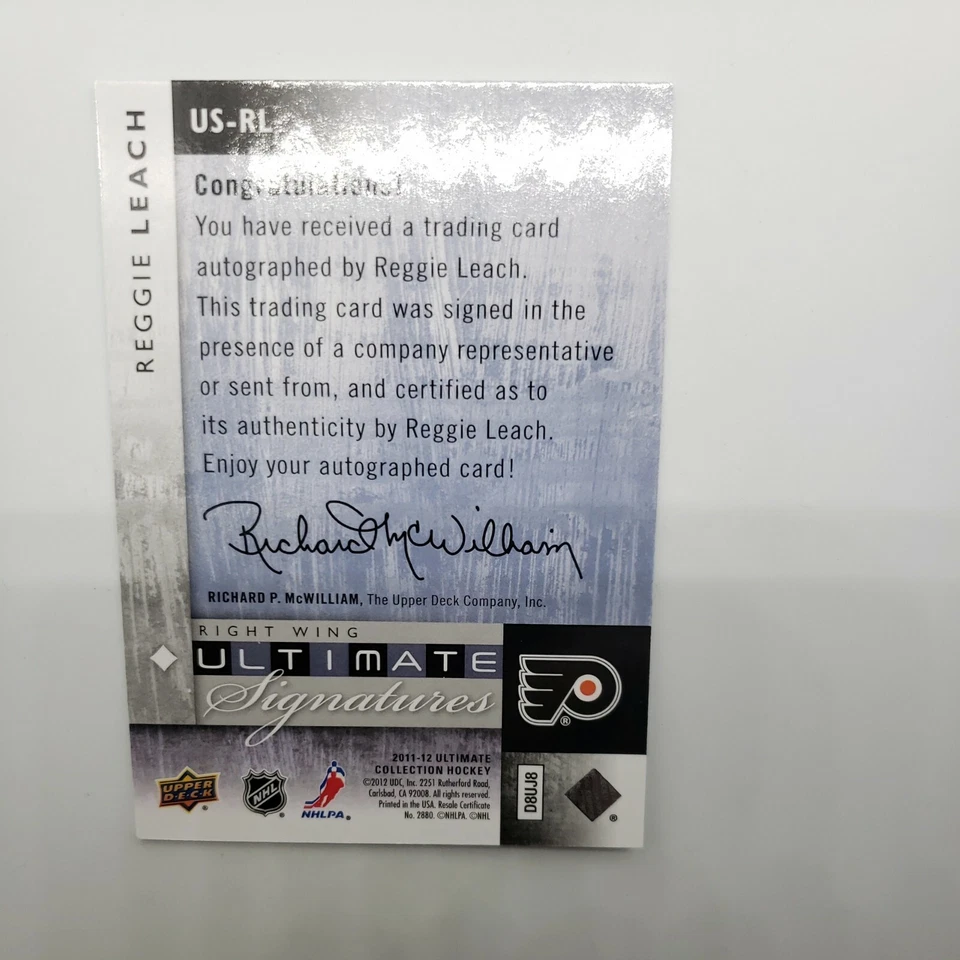 REGGIE LEACH
US-RL
Congratulations!
You have received a trading card
autographed by Reggie Leach.
This trading card was signed in the
presence of a company representative
or sent from, and certified as to
its authenticity by Reggie Leach.
Enjoy your autographed card!
Richard McWilliam
RICHARD P. McWILLIAM, The Upper Deck Company, Inc.
RIGHT WING
ULTIMATE
Signatures
®
2011-12 ULTIMATE
COLLECTION HOCKEY
©2012 UDC, Inc. 2251 Rutherford Road,
Carlsbad, CA 92008. All rights reserved.
Printed in the USA. Resale Certificate
No. 2880. ©NHLPA. ©NHL
UPPER
DECK
®
NHL
®
NHLPA.®
D8UJ8
®